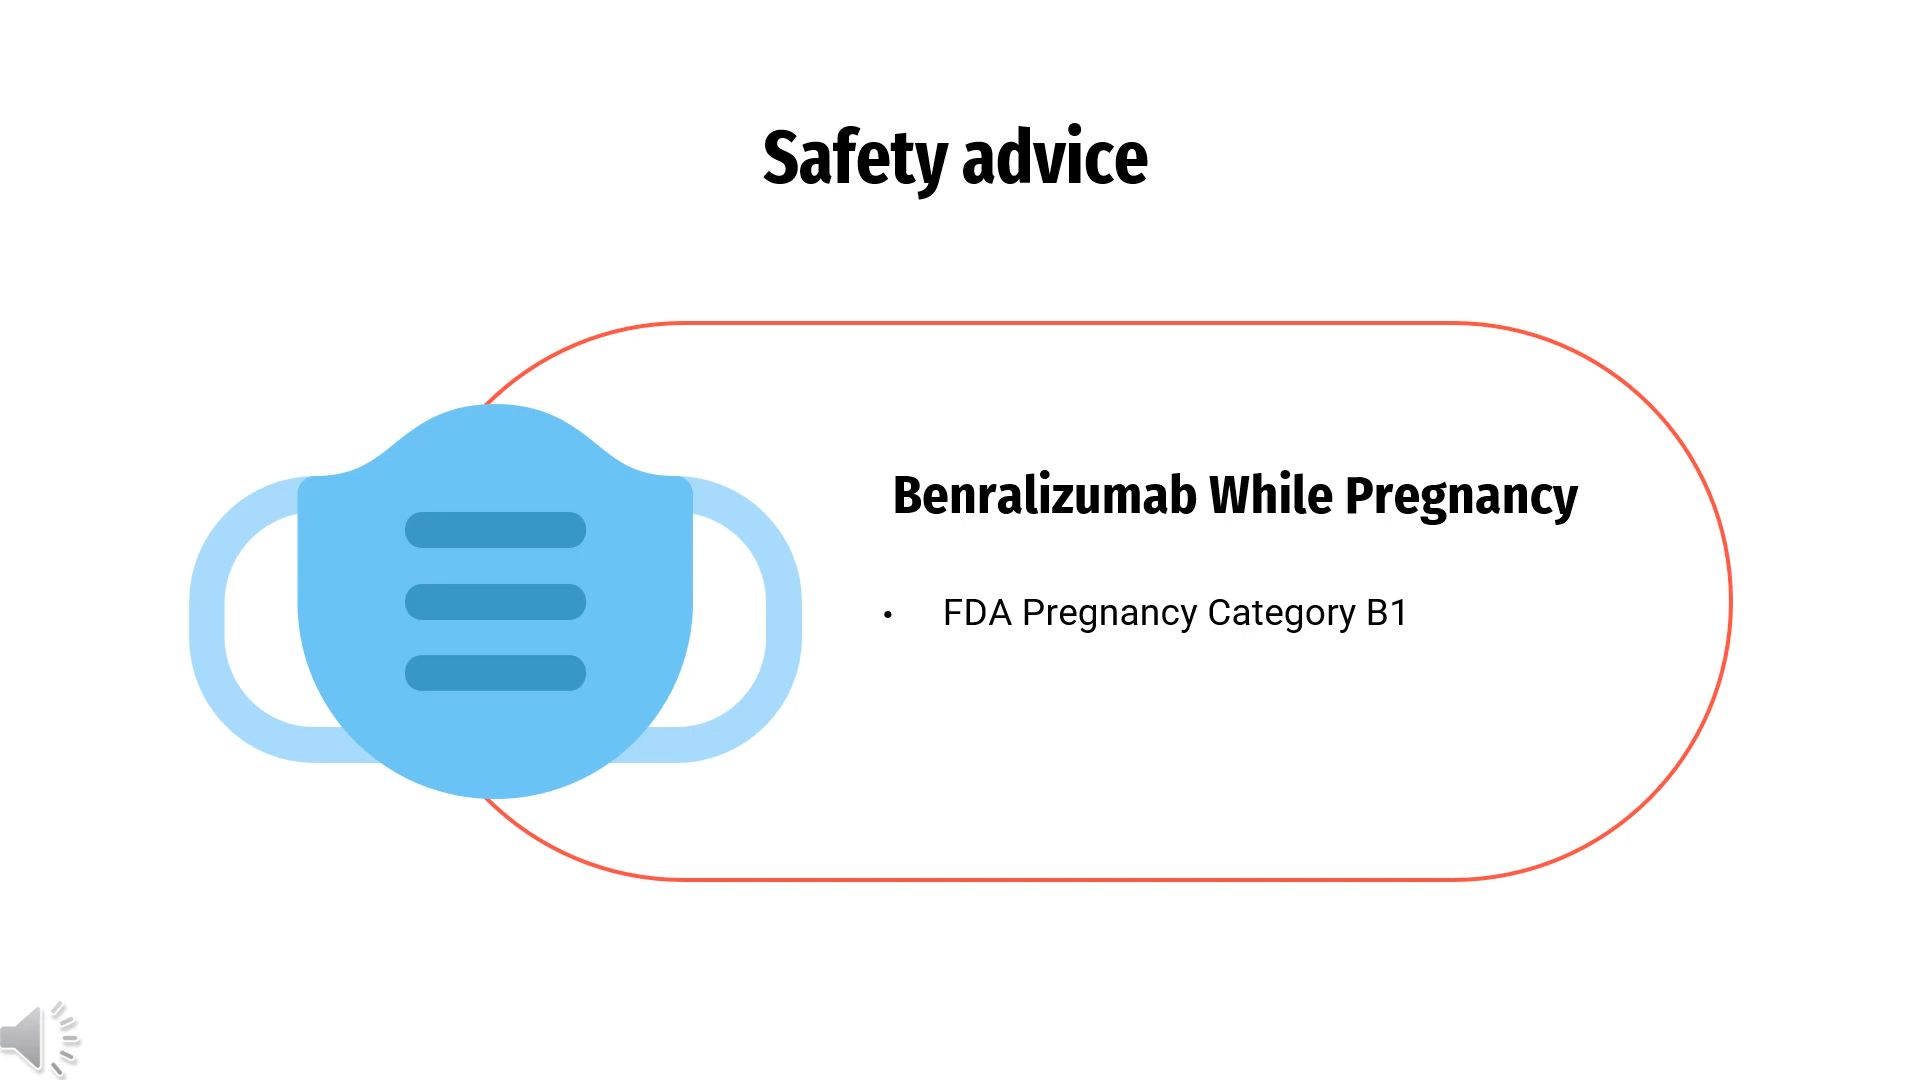 Safety advice
Benralizumab While Pregnancy
• FDA Pregnancy Category B1